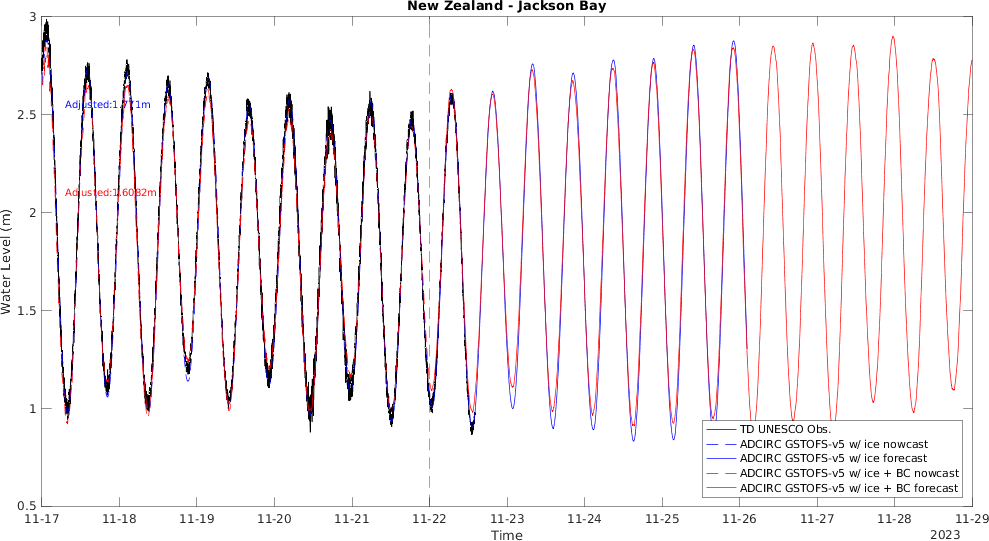 New Zealand - Jackson Bay
3
2.5
2
1.5
1
0.5
Water Level (m)
Adjusted:1.771m
Adjusted:1.6082m
TD UNESCO Obs.
ADCIRC GSTOFS-v5 w/ ice nowcast
ADCIRC GSTOFS-v5 w/ ice forecast
ADCIRC GSTOFS-v5 w/ ice + BC nowcast
ADCIRC GSTOFS-v5 w/ ice + BC forecast
11-17 11-18 11-19 11-20 11-21 11-22 11-23 11-24 11-25 11-26 11-27 11-28 11-29
Time
2023